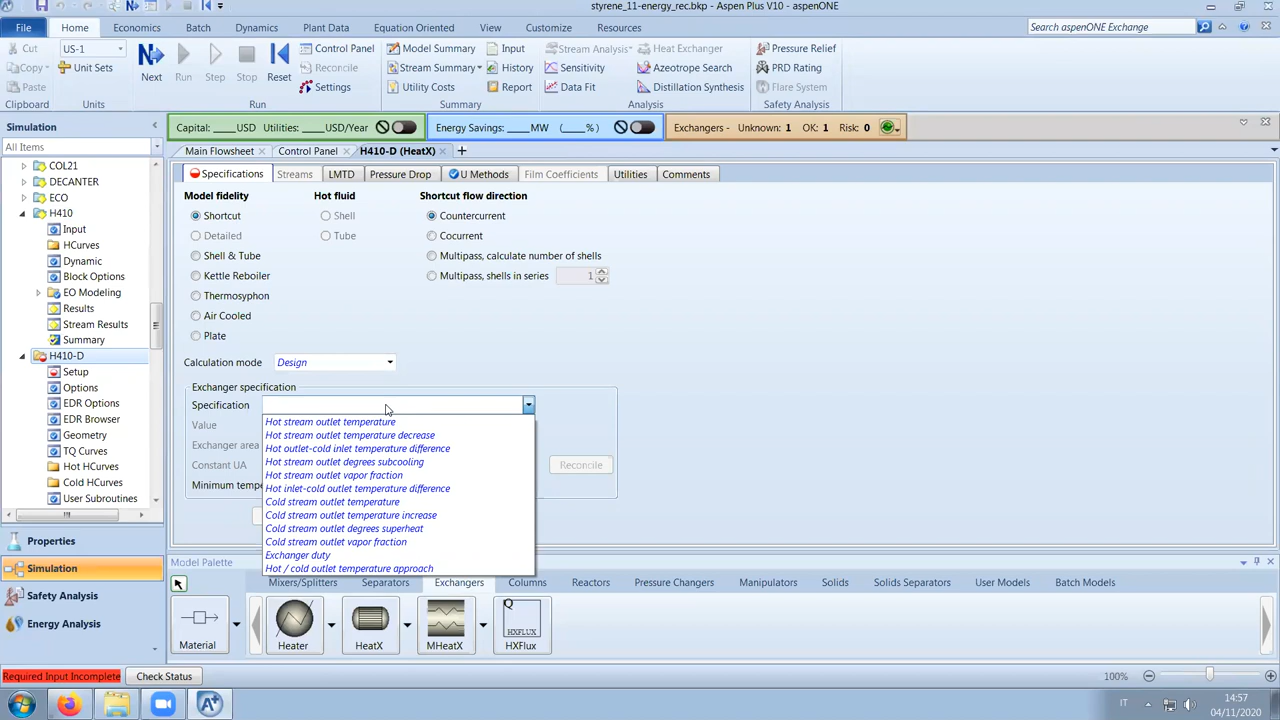 styrene_11-energy_rec.bkp - Aspen Plus V10 - aspenONE
File Home Economics Batch Dynamics Plant Data Equation Oriented View Customize Resources Search aspenONE Exchange
Cut US-1 Control Panel Model Summary Input Stream Analysis Heat Exchanger Pressure Relief
Copy Unit Sets Next Run Step Stop Reset Reconcile Stream Summary History Sensitivity Azeotrope Search PRD Rating
Paste Settings Utility Costs Report Data Fit Distillation Synthesis Flare System
Clipboard Units Run Summary Analysis Safety Analysis
Simulation Capital: ____USD Utilities: ____USD/Year Energy Savings: ____MW (____%) Exchangers - Unknown: 1 OK: 1 Risk: 0
All Items Main Flowsheet Control Panel H410-D (HeatX) +
COL21 Specifications Streams LMTD Pressure Drop U Methods Film Coefficients Utilities Comments
DECANTER
ECO Model fidelity Hot fluid Shortcut flow direction
H410 Shortcut Shell Countercurrent
Input Detailed Tube Cocurrent
HCurves Shell & Tube Multipass, calculate number of shells
Dynamic Kettle Reboiler Multipass, shells in series 1
Block Options Thermosyphon
EO Modeling Air Cooled
Results Plate
Stream Results
Summary
H410-D Calculation mode Design
Setup Exchanger specification
Options Specification
EDR Options Hot stream outlet temperature
EDR Browser Value Hot stream outlet temperature decrease
Geometry Exchanger area Hot outlet-cold inlet temperature difference
TQ Curves Hot stream outlet degrees subcooling
Hot HCurves Constant UA Hot stream outlet vapor fraction Reconcile
Cold HCurves Minimum tempe Hot inlet-cold outlet temperature difference
User Subroutines Cold stream outlet temperature
Cold stream outlet temperature increase
Cold stream outlet degrees superheat
Properties Cold stream outlet vapor fraction
Exchanger duty
Simulation Hot / cold outlet temperature approach
Model Palette
Mixers/Splitters Separators Exchangers Columns Reactors Pressure Changers Manipulators Solids Solids Separators User Models Batch Models
Safety Analysis
Energy Analysis
Q
HXFLUX
Material Heater HeatX MHeatX HXFlux
Required Input Incomplete Check Status 100%
IT 14:57
04/11/2020